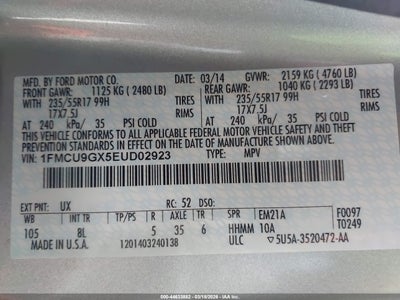 MFD. BY FORD MOTOR CO. 03/14 GVWR: 2159 KG ( 4760 LB)
FRONT GAWR: 1125 KG ( 2480 LB) REAR GAWR: 1040 KG ( 2293 LB)
WITH 235/55R17 99H TIRES WITH 235/55R17 99H TIRES
17X7.5J RIMS 17X7.5J RIMS
AT 240 kPa/ 35 PSI COLD AT 240 kPa/ 35 PSI COLD
THIS VEHICLE CONFORMS TO ALL APPLICABLE FEDERAL MOTOR VEHICLE SAFETY, BUMPER, AND THEFT
PREVENTION STANDARDS IN EFFECT ON THE DATE OF MANUFACTURE SHOWN ABOVE.
1FMCU9GX5EUD02923 TYPE: MPV
EXT PNT: UX RC: 52 DSO: F0097
WB INT TR TP/PS R AXLE TR SPR EM21A T0249
105 8L 5 35 6 HHHM 10A
MADE IN U.S.A. 1201403240138 ULC 5U5A-3520472-AA